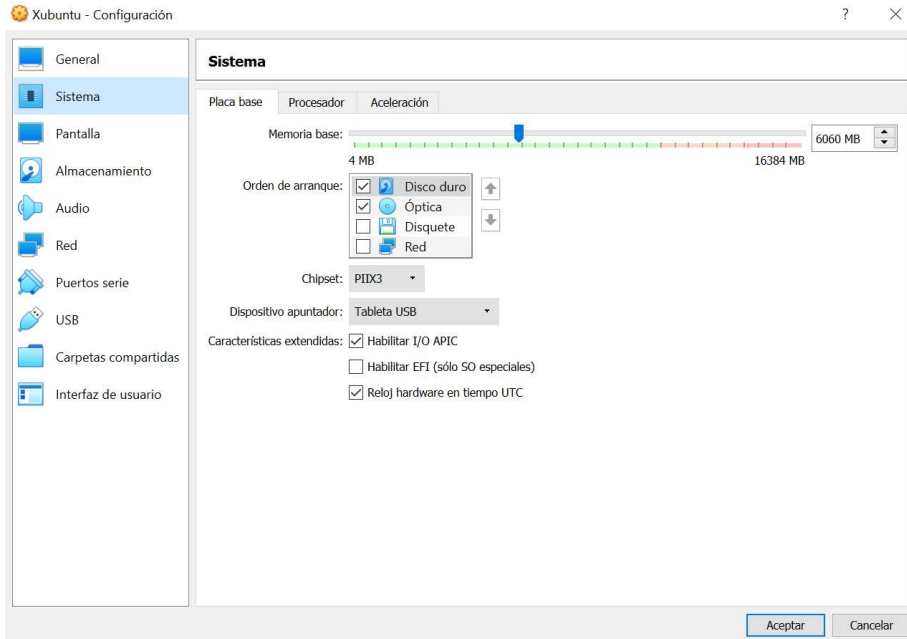 Xubuntu - Configuración ?
General
Sistema
Pantalla
Almacenamiento
Audio
Red
Puertos serie
USB
Carpetas compartidas
Interfaz de usuario
Sistema
Placa base Procesador Aceleración
Memoria base: 6060 MB
4 MB 16384 MB
Orden de arranque: Disco duro
Óptica
Disquete
Red
Chipset: PIIX3
Dispositivo apuntador: Tableta USB
Características extendidas: Habilitar I/O APIC
Habilitar EFI (sólo SO especiales)
Reloj hardware en tiempo UTC
Aceptar Cancelar